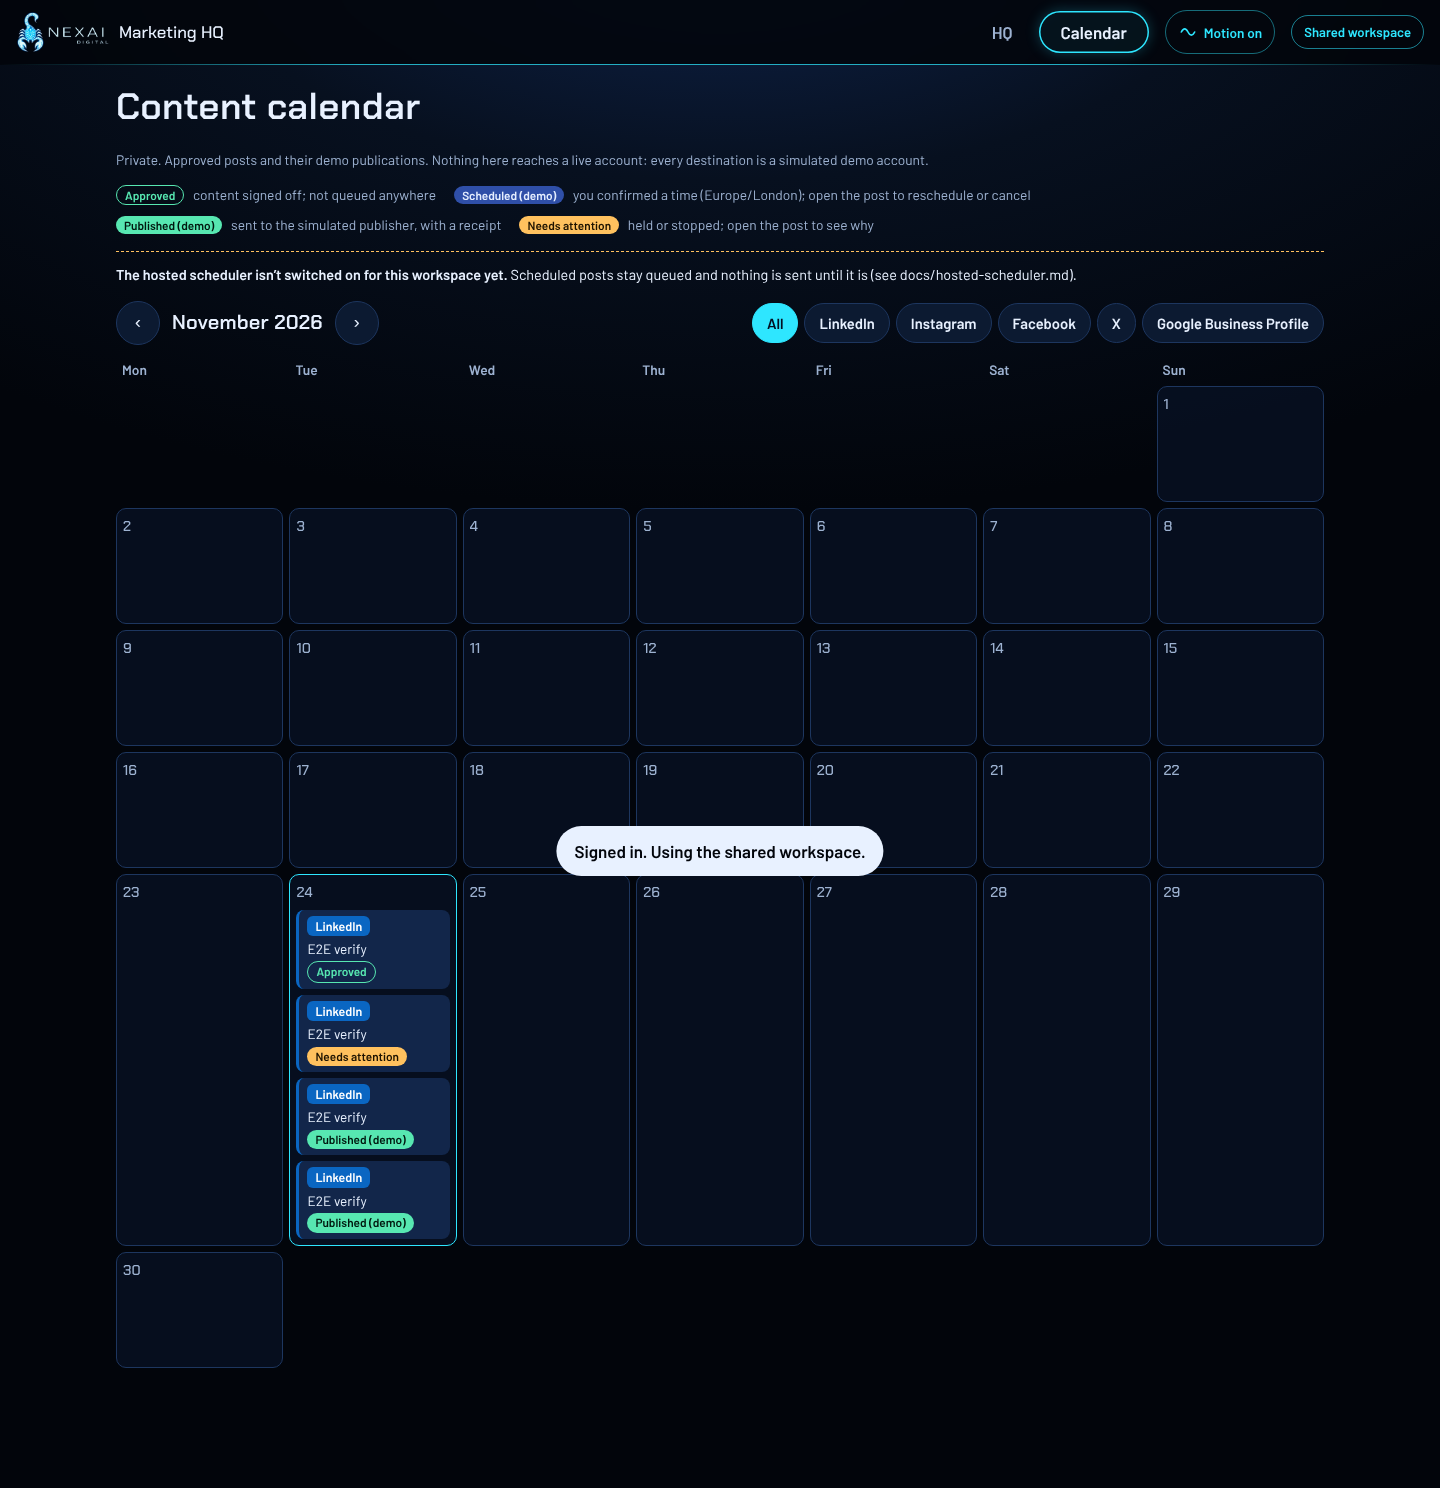 NEXAI
DIGITAL
Marketing HQ
HQ
Calendar
Motion on
Shared workspace
Content calendar
Private. Approved posts and their demo publications. Nothing here reaches a live account: every destination is a simulated demo account.
Approved content signed off; not queued anywhere Scheduled (demo) you confirmed a time (Europe/London); open the post to reschedule or cancel
Published (demo) sent to the simulated publisher, with a receipt Needs attention held or stopped; open the post to see why
The hosted scheduler isn't switched on for this workspace yet. Scheduled posts stay queued and nothing is sent until it is (see docs/hosted-scheduler.md).
‹ November 2026 ›
All LinkedIn Instagram Facebook X Google Business Profile
Mon Tue Wed Thu Fri Sat Sun
1
2 3 4 5 6 7 8
9 10 11 12 13 14 15
16 17 18 19 20 21 22
Signed in. Using the shared workspace.
23 24 25 26 27 28 29
LinkedIn
E2E verify
Approved
LinkedIn
E2E verify
Needs attention
LinkedIn
E2E verify
Published (demo)
LinkedIn
E2E verify
Published (demo)
30